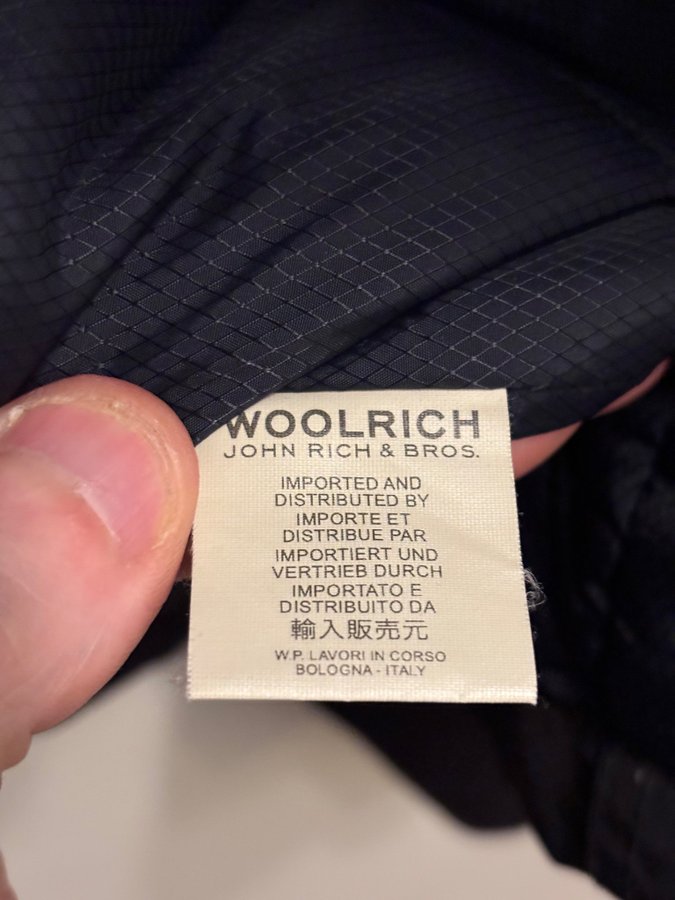 WOOLRICH
JOHN RICH & BROS.
IMPORTED AND
DISTRIBUTED BY
IMPORTE ET
DISTRIBUE PAR
IMPORTIERT UND
VERTRIEB DURCH
IMPORTATO E
DISTRIBUITO DA
輸入販売元
W.P. LAVORI IN CORSO
BOLOGNA - ITALY